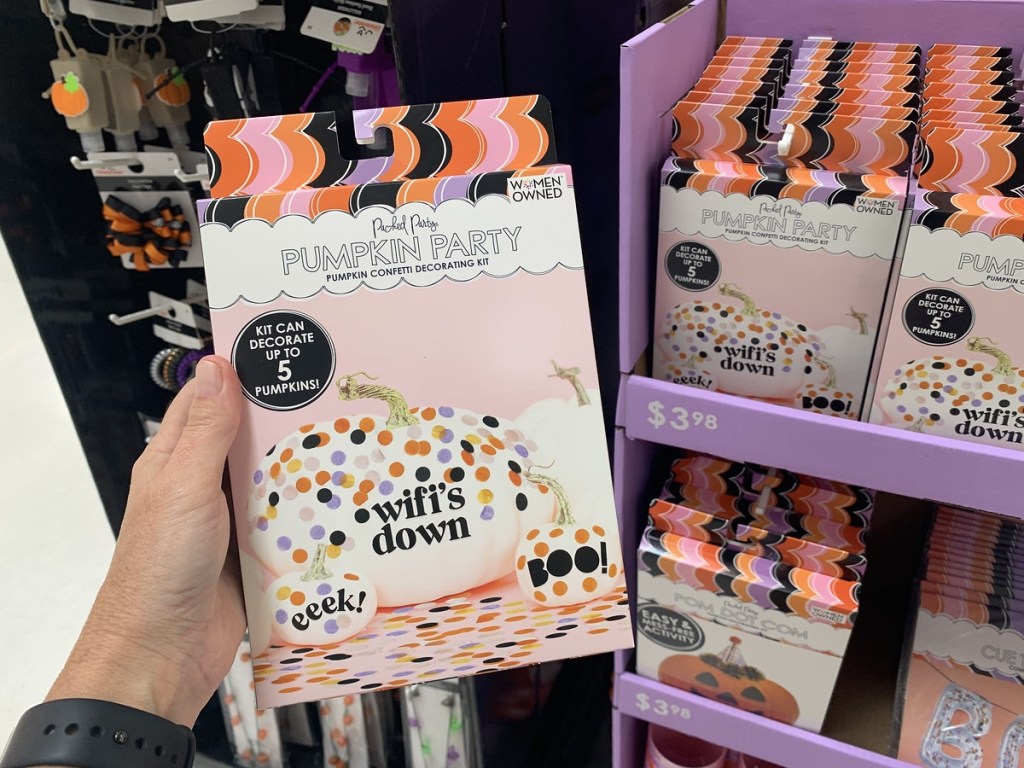 WOMEN
OWNED
Packed Party
PUMPKIN PARTY
PUMPKIN CONFETTI DECORATING KIT
KIT CAN
DECORATE
UP TO
5
PUMPKINS!
wifi's
down
eeek!
BOO!
WOMEN
OWNED
Packed Party
PUMPKIN PARTY
PUMPKIN CONFETTI DECORATING KIT
KIT CAN
DECORATE
UP TO
5
PUMPKINS!
wifi's
down
eeek!
BOO!
PUMP
KIT CAN
DECORATE
UP TO
5
PUMPKINS!
wifi's
down
$3.98
Packed Party
POM DOT COM
EASY &
MESS-FREE
ACTIVITY
CUE T
$3.98